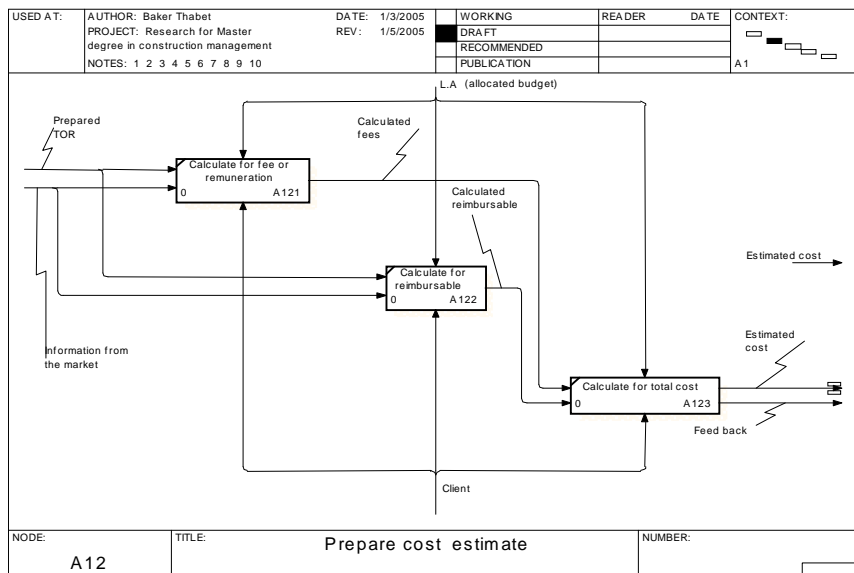 USED AT:
AUTHOR: Baker Thabet
DATE: 1/3/2005
PROJECT: Research for Master
REV: 1/5/2005
degree in construction management
NOTES: 1 2 3 4 5 6 7 8 9 10
WORKING
DRAFT
RECOMMENDED
PUBLICATION
READER DATE
CONTEXT:
A1
L.A (allocated budget)
Prepared
TOR
Calculated
fees
Calculate for fee or
remuneration
0 A121
Calculated
reimbursable
Calculate for
reimbursable
0 A122
Estimated cost
Information from
the market
Estimated
cost
Calculate for total cost
0 A123
Feed back
Client
NODE:
A12
TITLE:
Prepare cost estimate
NUMBER: